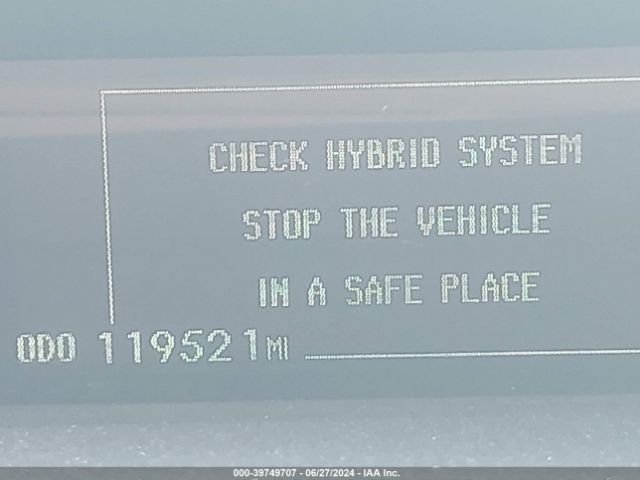 CHECK HYBRID SYSTEM
STOP THE VEHICLE
IN A SAFE PLACE
ODO 119521MI
000-39749707 - 06/27/2024 - IAA Inc.